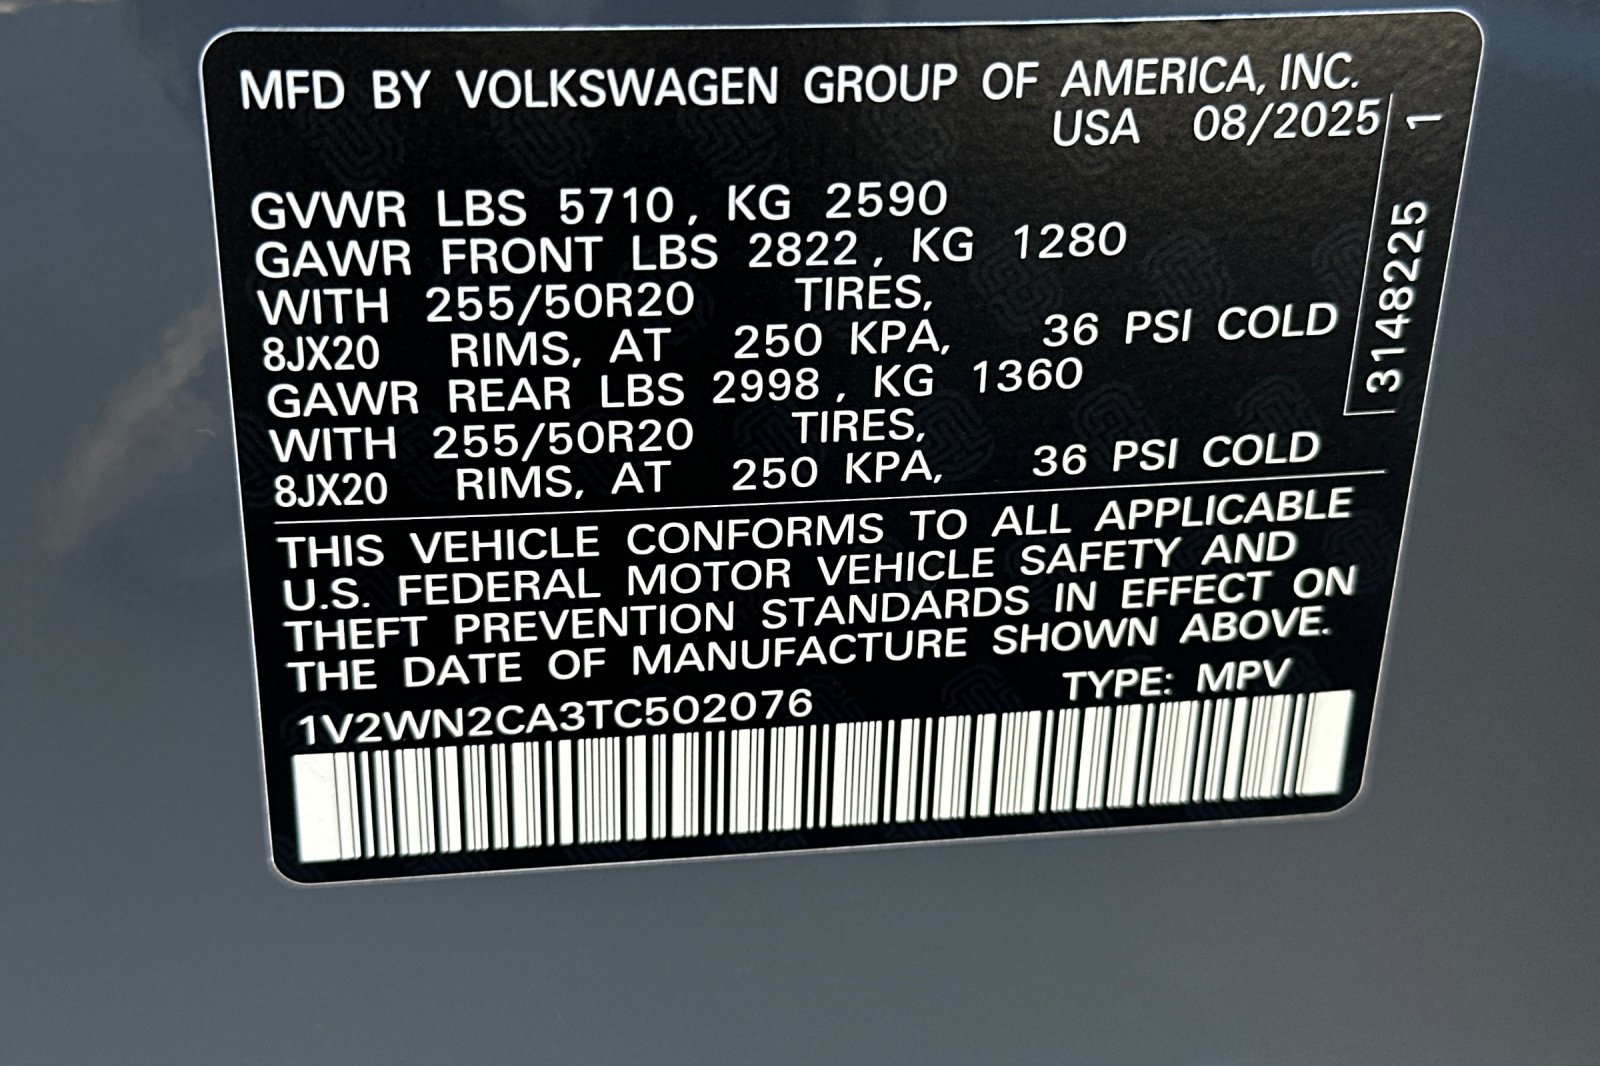 MFD BY VOLKSWAGEN GROUP OF AMERICA, INC.
USA 08/2025
GVWR LBS 5710, KG 2590
GAWR FRONT LBS 2822, KG 1280
WITH 255/50R20 TIRES,
8JX20 RIMS, AT 250 KPA, 36 PSI COLD
GAWR REAR LBS 2998, KG 1360
WITH 255/50R20 TIRES,
8JX20 RIMS, AT 250 KPA, 36 PSI COLD
3148225 1
THIS VEHICLE CONFORMS TO ALL APPLICABLE
U.S. FEDERAL MOTOR VEHICLE SAFETY AND
THEFT PREVENTION STANDARDS IN EFFECT ON
THE DATE OF MANUFACTURE SHOWN ABOVE.
1V2WN2CA3TC502076 TYPE: MPV